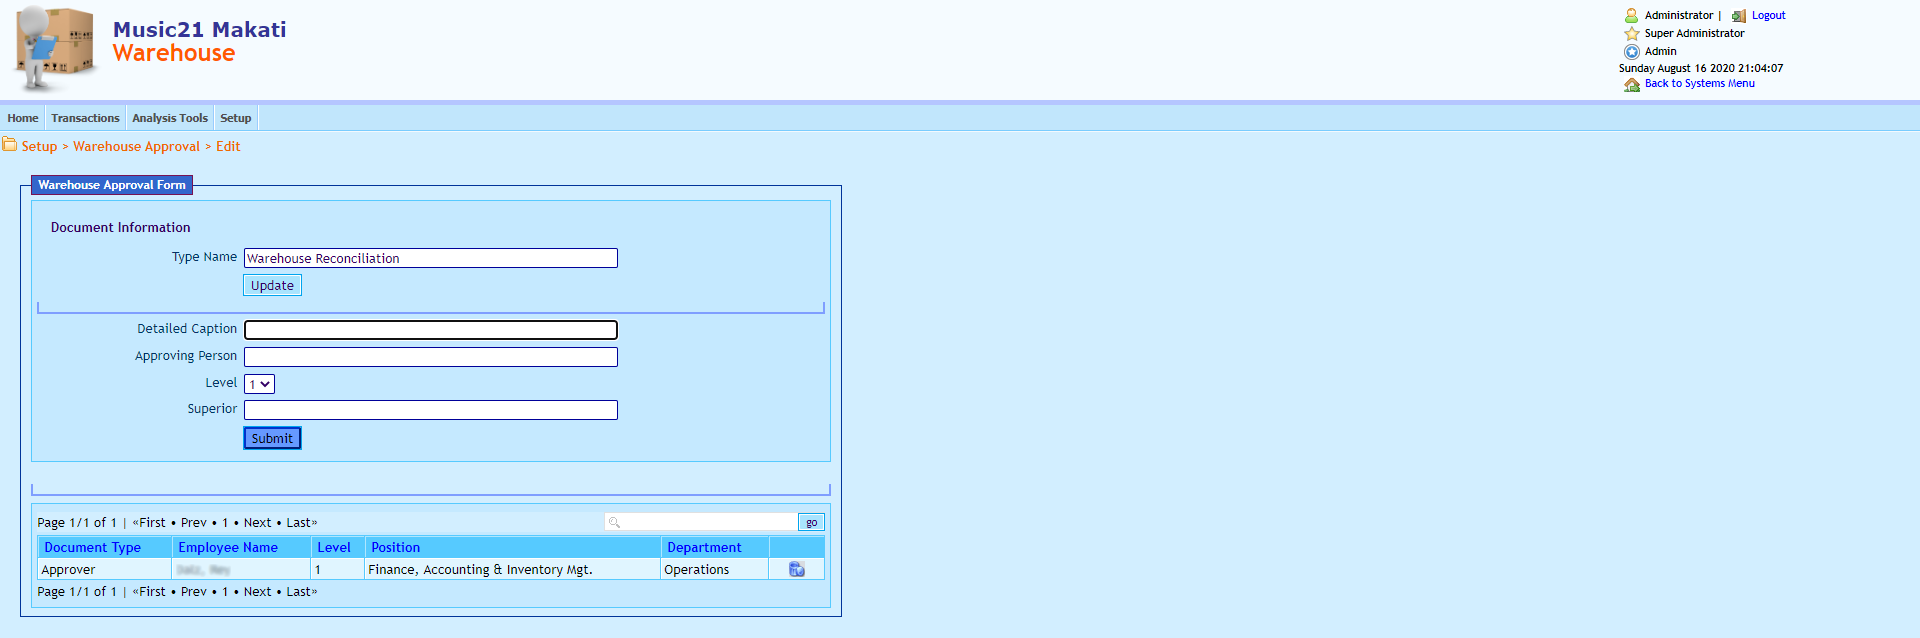 Music21 Makati
Warehouse
Administrator | Logout
Super Administrator
Admin
Sunday August 16 2020 21:04:07
Back to Systems Menu
Home Transactions Analysis Tools Setup
Setup > Warehouse Approval > Edit
Warehouse Approval Form
Document Information
Type Name Warehouse Reconciliation
Update
Detailed Caption
Approving Person
Level 1
Superior
Submit
Page 1/1 of 1 | «First • Prev • 1 • Next • Last» go
Document Type Employee Name Level Position Department
Approver 1 Finance, Accounting & Inventory Mgt. Operations
Page 1/1 of 1 | «First • Prev • 1 • Next • Last»